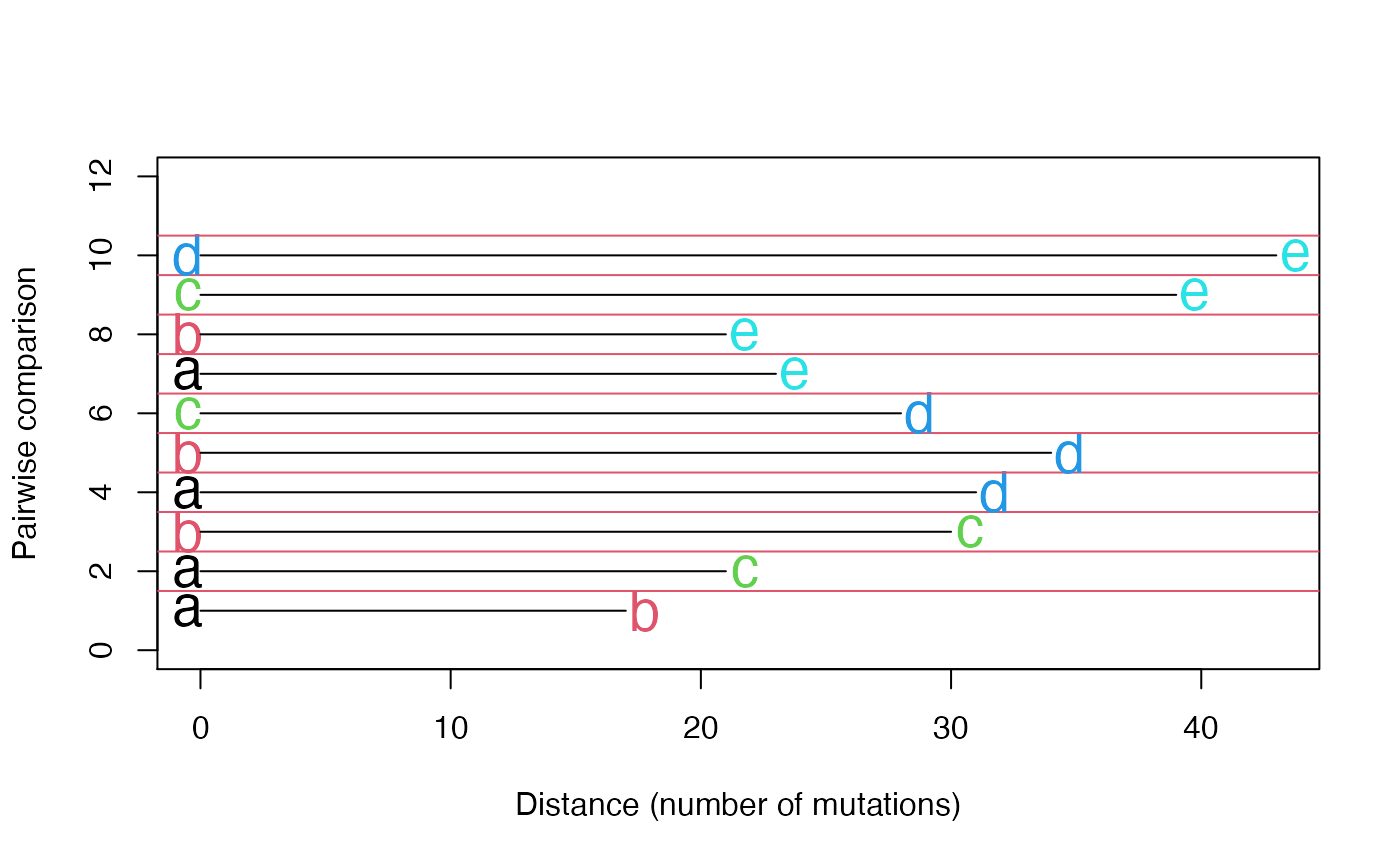 12
10
d e
c e
8
b e
a e
6
c d
b d
4
a d
b c
2
a c
a b
0
Pairwise comparison
0 10 20 30 40
Distance (number of mutations)